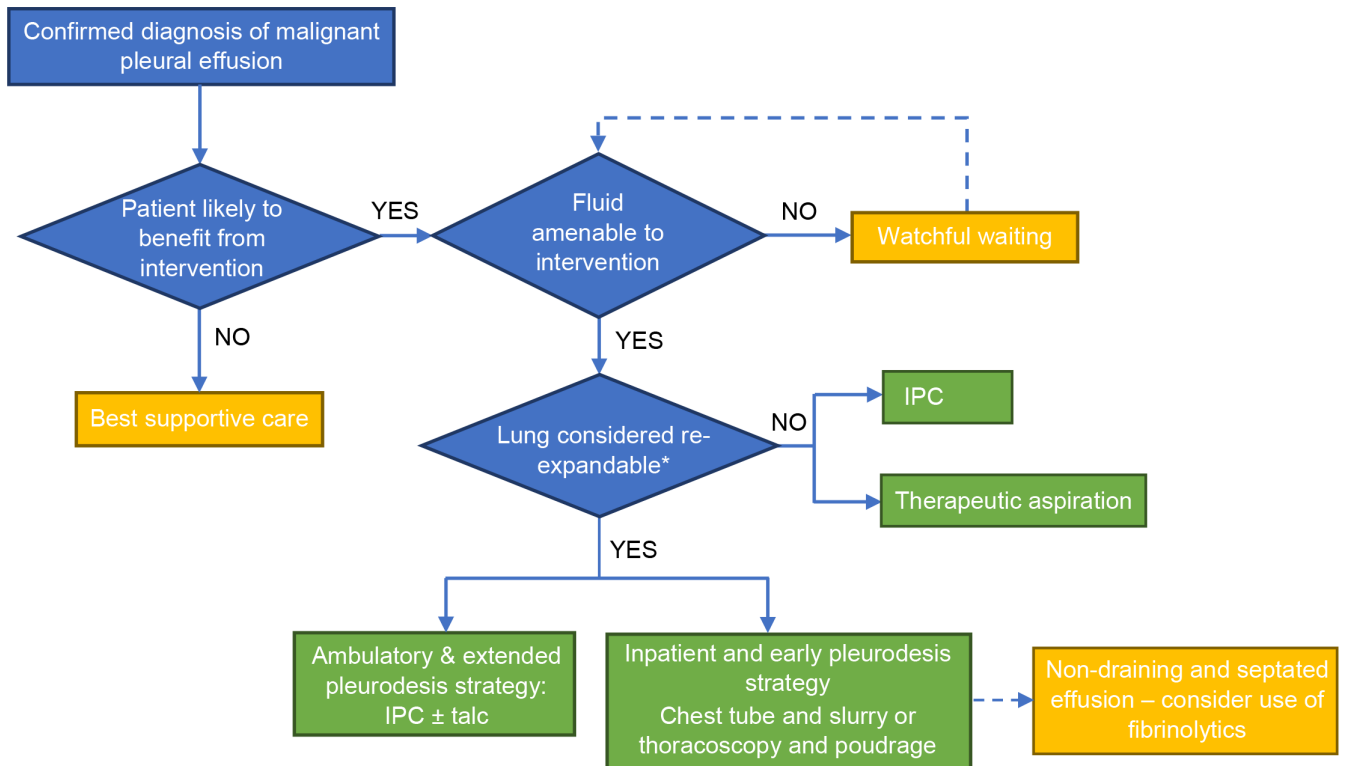 Confirmed diagnosis of malignant
pleural effusion
Patient likely to
benefit from
intervention
YES
Fluid
amenable to
intervention
NO
Watchful waiting
NO
Best supportive care
YES
Lung considered re-
expandable*
NO
IPC
Therapeutic aspiration
YES
Ambulatory & extended
pleurodesis strategy:
IPC ± talc
Inpatient and early pleurodesis
strategy
Chest tube and slurry or
thoracoscopy and poudrage
Non-draining and septated
effusion – consider use of
fibrinolytics